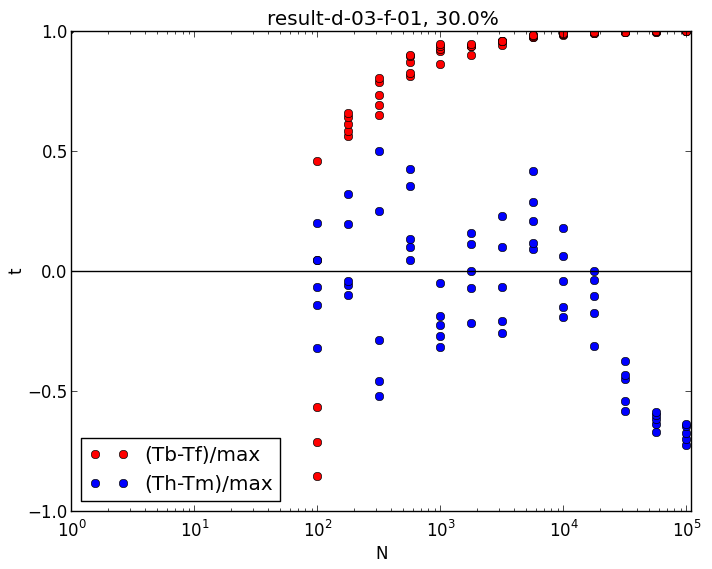 result-d-03-f-01, 30.0%
1.0
0.5
0.0
−0.5
−1.0
t
(Tb-Tf)/max
(Th-Tm)/max
10^0
10^1
10^2
10^3
10^4
10^5
N